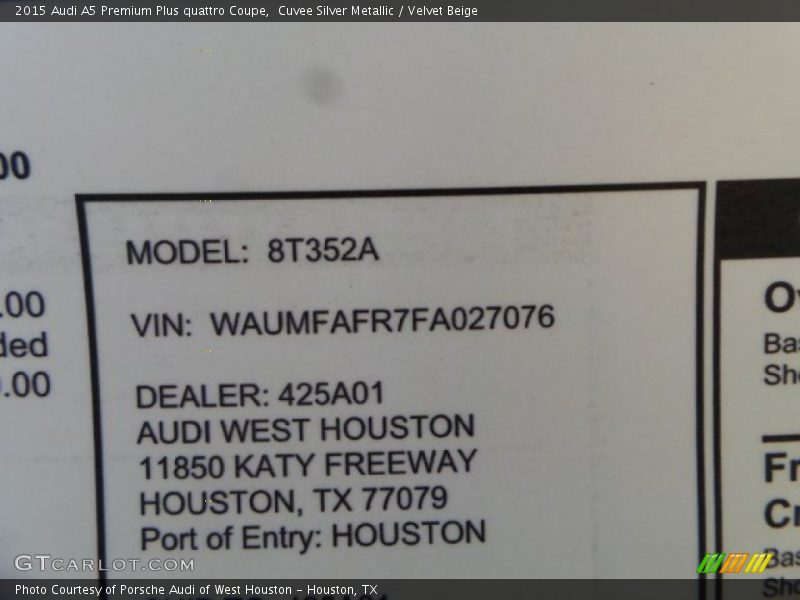 2015 Audi A5 Premium Plus quattro Coupe,  Cuvee Silver Metallic / Velvet Beige
00
.00
ded
.00
MODEL: 8T352A
VIN: WAUMFAFR7FA027076
DEALER: 425A01
AUDI WEST HOUSTON
11850 KATY FREEWAY
HOUSTON, TX 77079
Port of Entry: HOUSTON
Bas
Sho
Fr
Cr
Bas
Sho
GTCARLOT.COM
Photo Courtesy of Porsche Audi of West Houston – Houston, TX